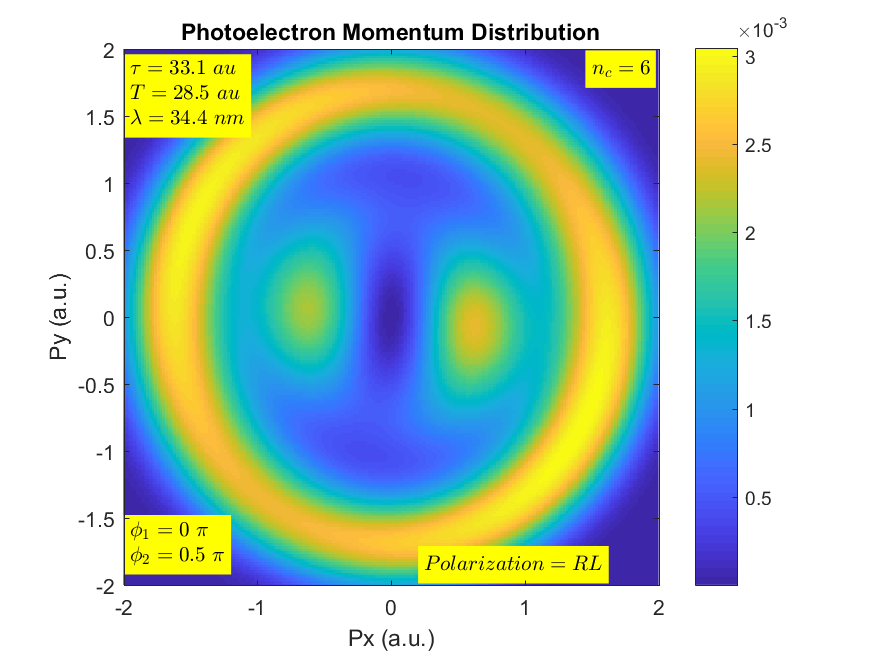 Photoelectron Momentum Distribution
×10⁻³
τ = 33.1 au
T = 28.5 au
λ = 34.4 nm
n_c = 6
ϕ₁ = 0 π
ϕ₂ = 0.5 π
Polarization = RL
2
1.5
1
0.5
0
-0.5
-1
-1.5
-2
Py (a.u.)
-2
-1
0
1
2
Px (a.u.)
3
2.5
2
1.5
1
0.5